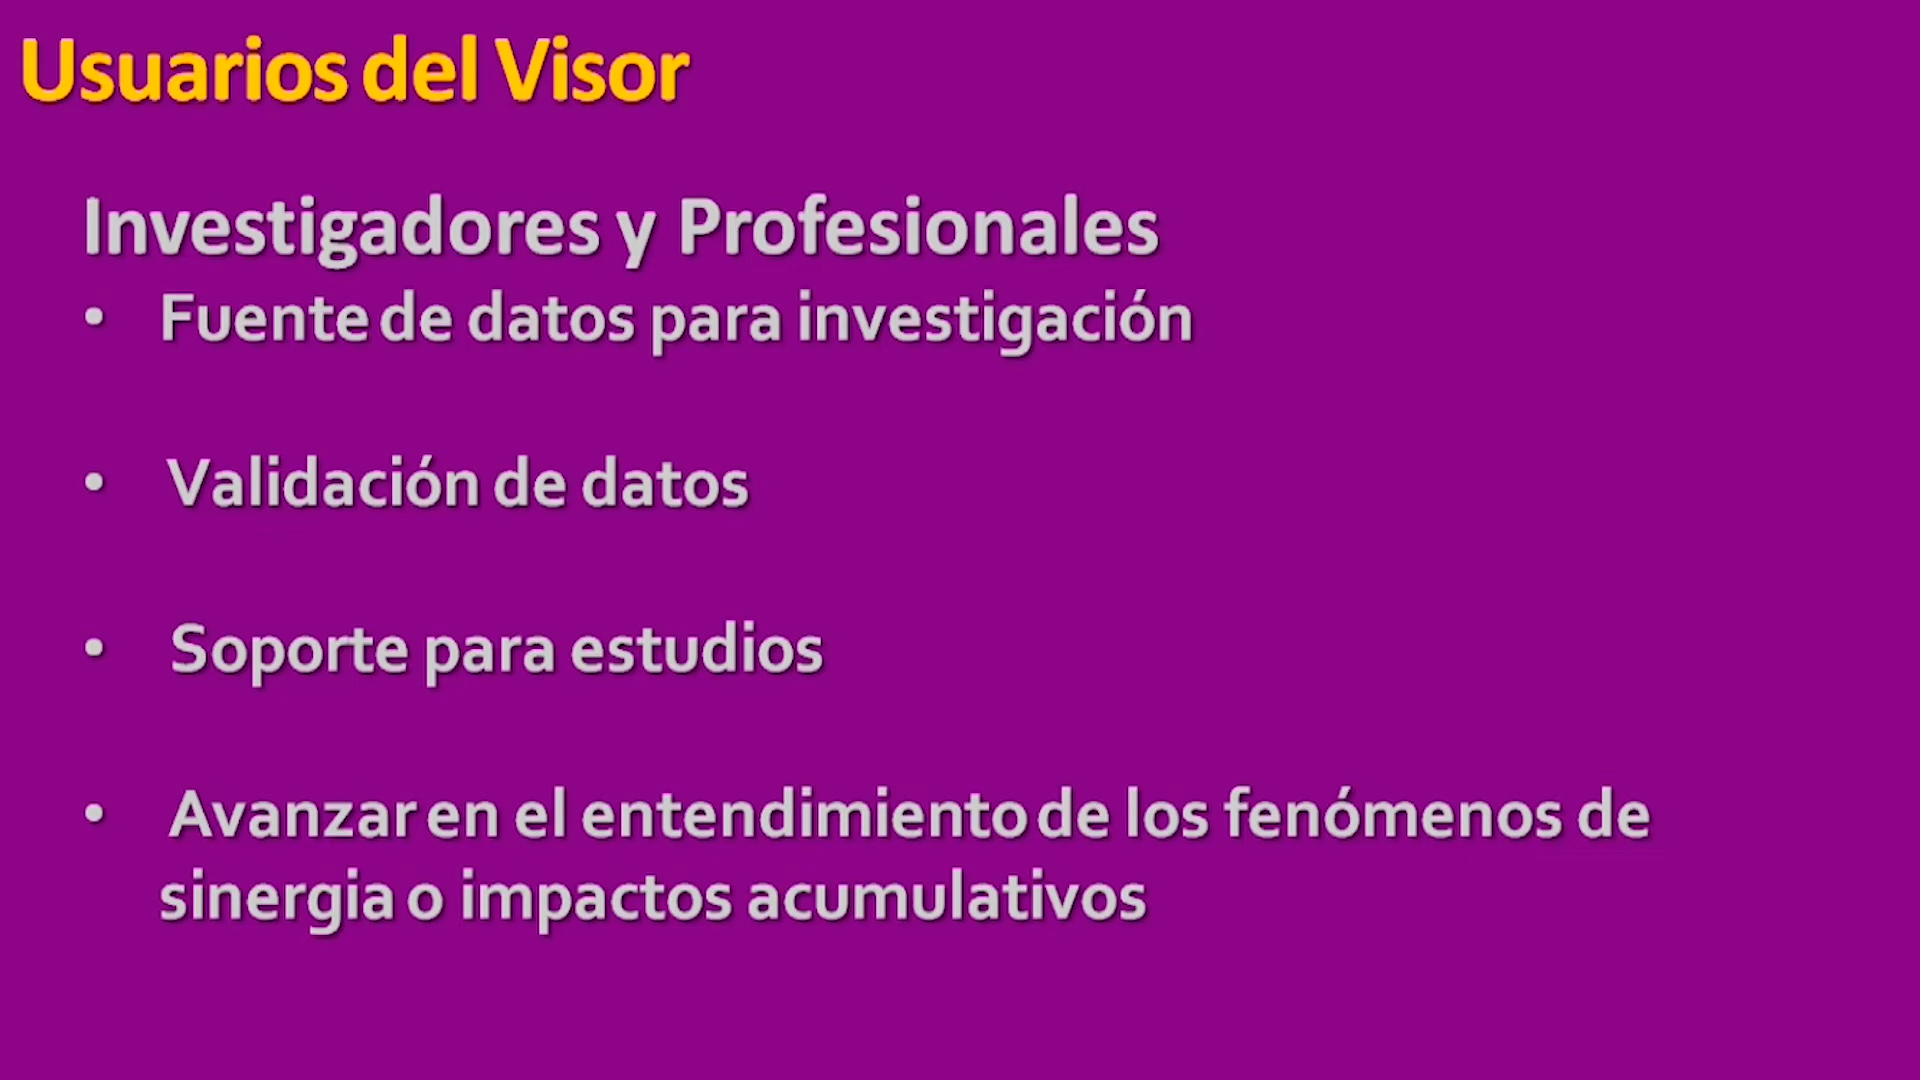 Usuarios del Visor
Investigadores y Profesionales
• Fuente de datos para investigación
• Validación de datos
• Soporte para estudios
• Avanzar en el entendimiento de los fenómenos de
sinergia o impactos acumulativos